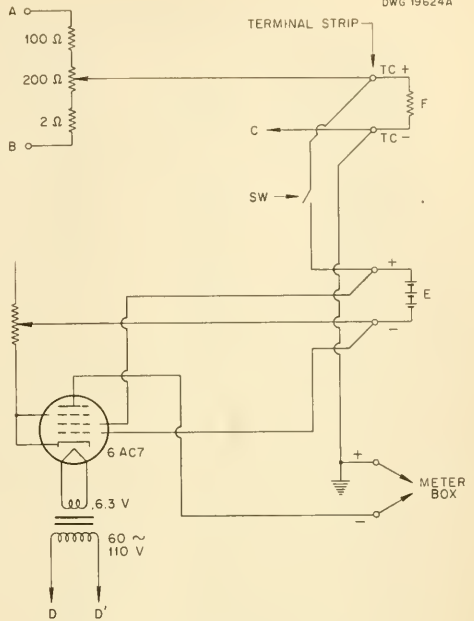 DWG 19624A
A
TERMINAL STRIP
100 Ω
200 Ω
TC +
F
2 Ω
C
TC -
B
SW
+
E
-
6 AC7
6.3 V
+
METER
BOX
-
60 ~
110 V
D D'